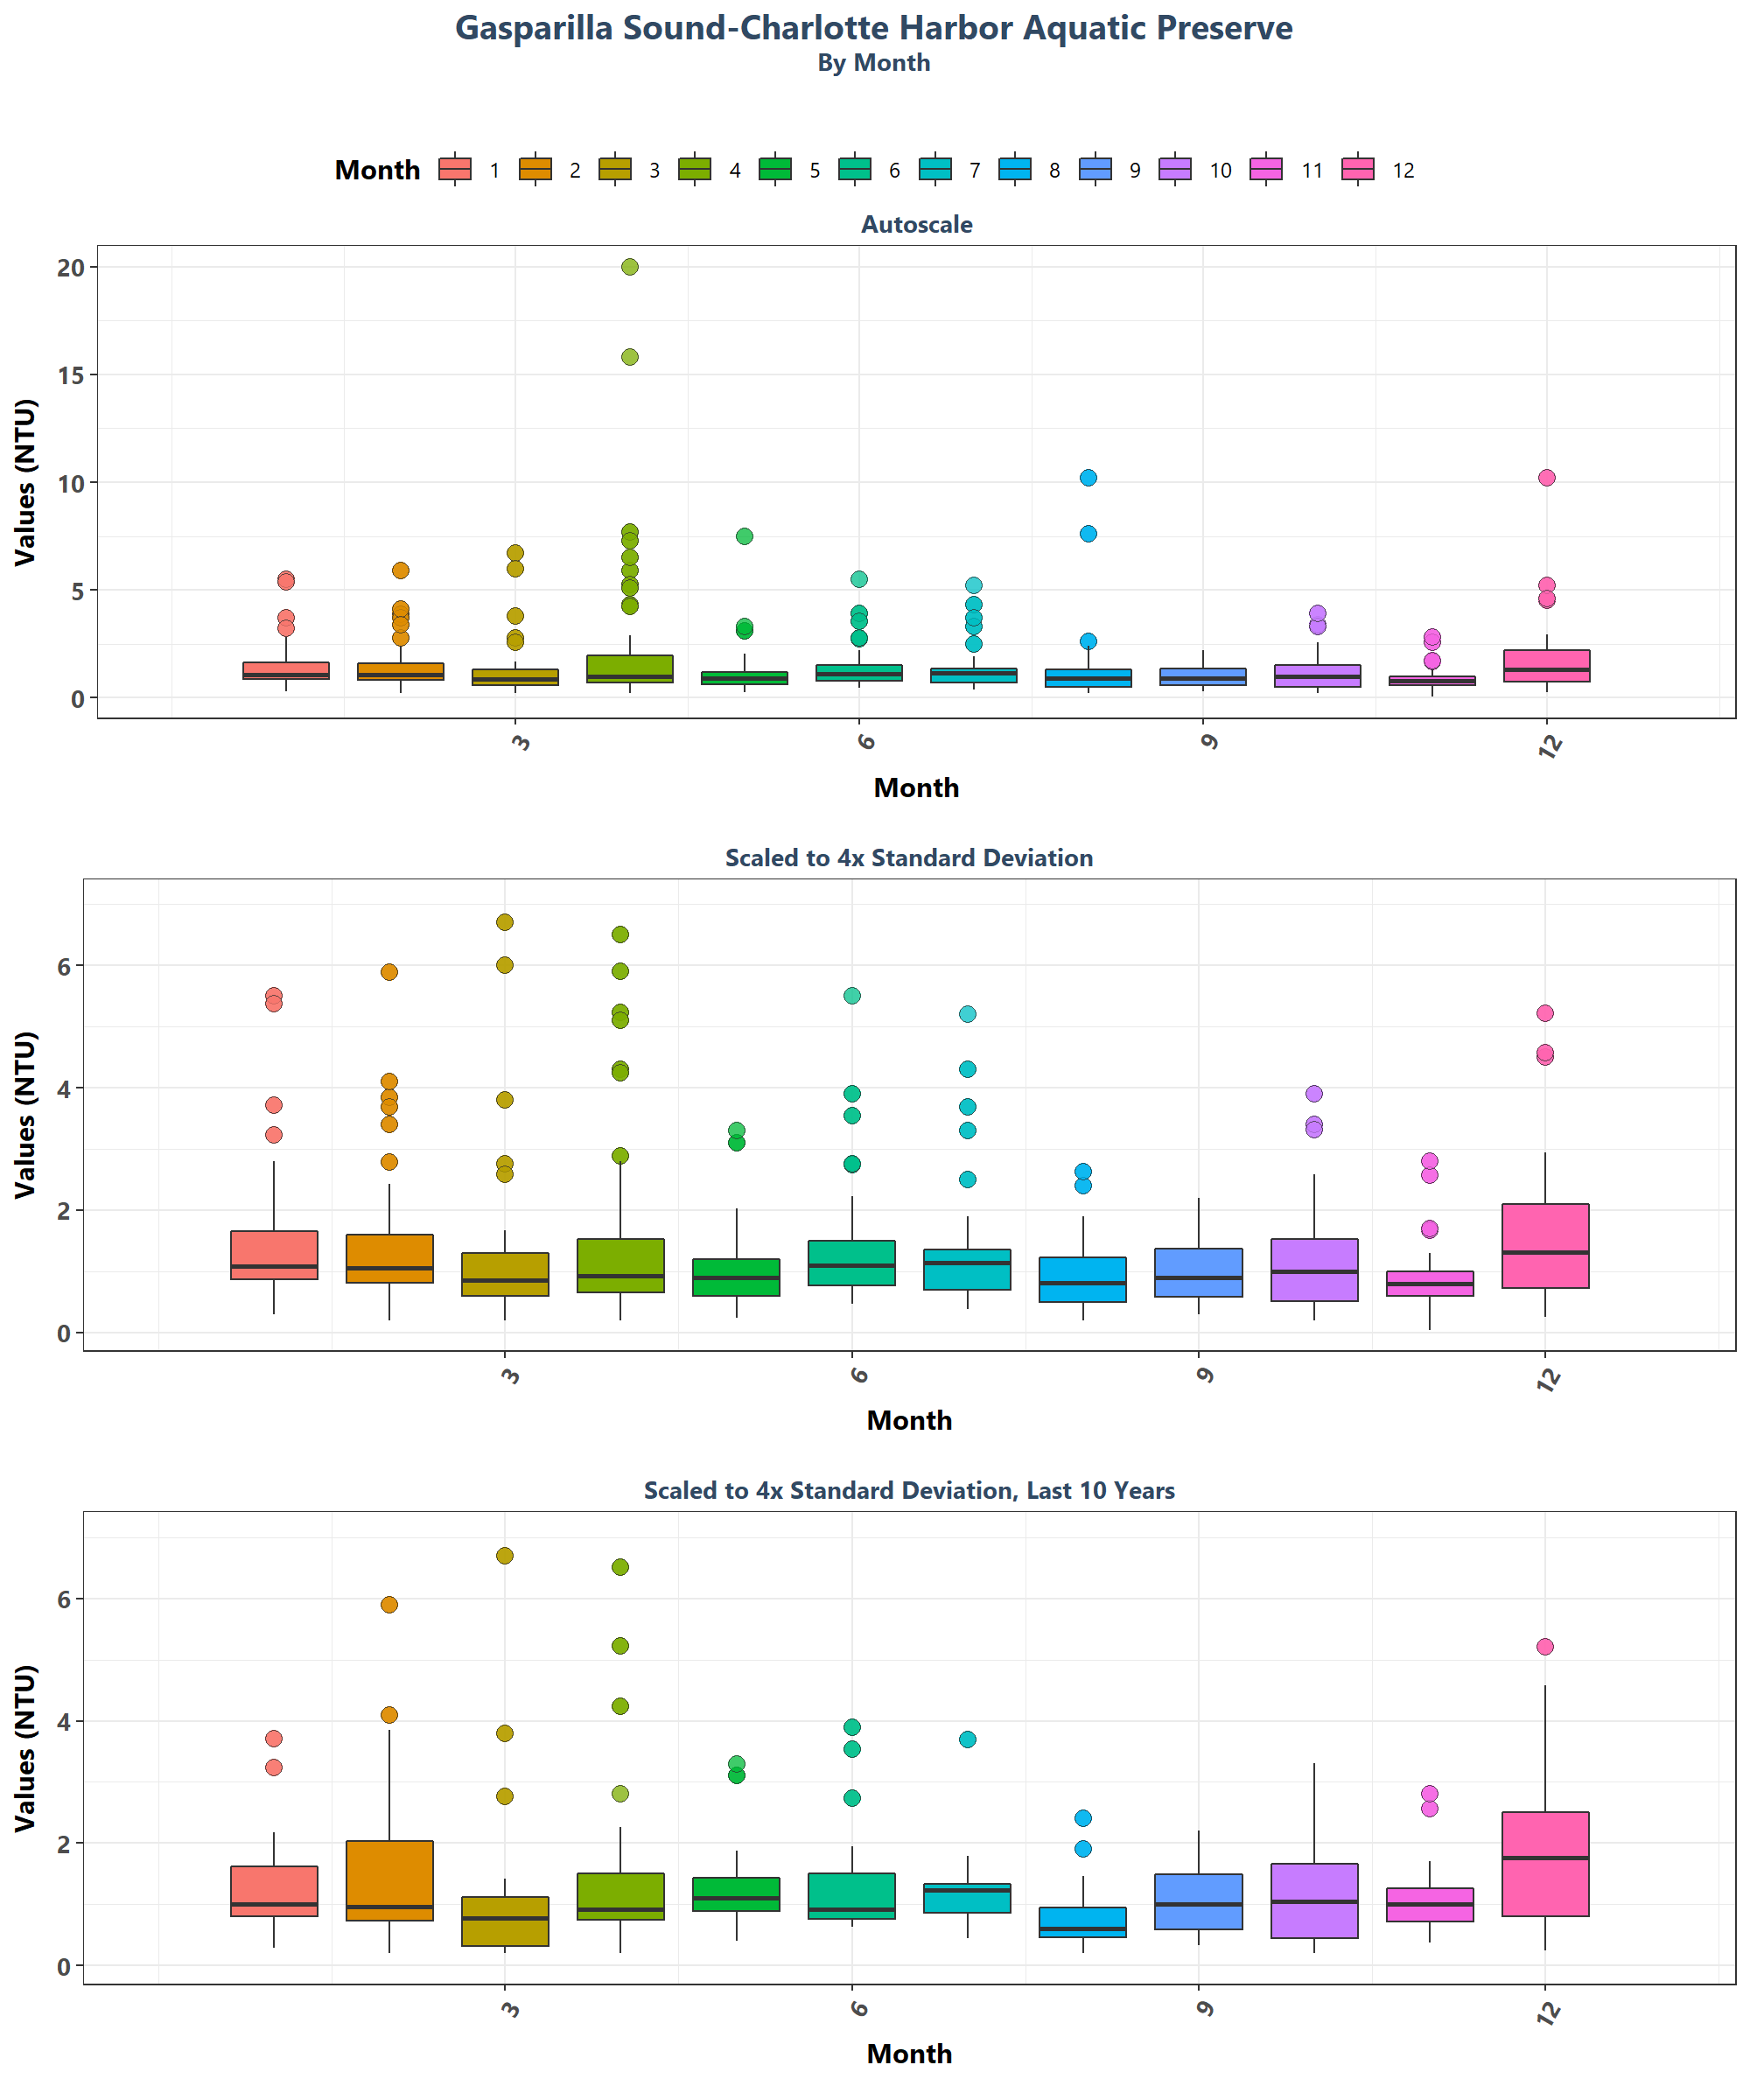 Gasparilla Sound-Charlotte Harbor Aquatic Preserve
By Month
Month 1 2 3 4 5 6 7 8 9 10 11 12
Autoscale
Values (NTU)
20
15
10
5
0
3 6 9 12
Month
Scaled to 4x Standard Deviation
Values (NTU)
6
4
2
0
3 6 9 12
Month
Scaled to 4x Standard Deviation, Last 10 Years
Values (NTU)
6
4
2
0
3 6 9 12
Month